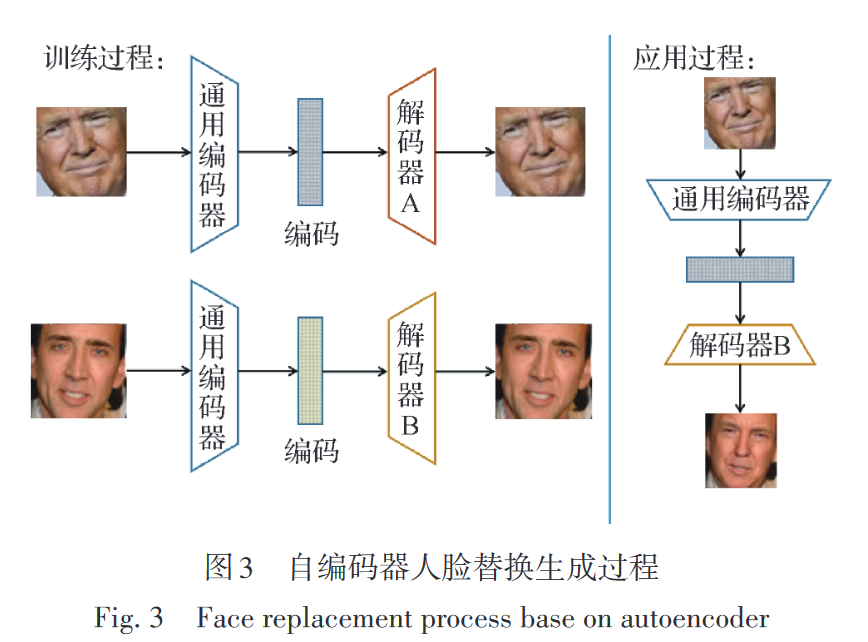 训练过程：
通用编码器
编码
解码器A
通用编码器
编码
解码器B
应用过程：
通用编码器
解码器B
图3 自编码器人脸替换生成过程
Fig. 3 Face replacement process base on autoencoder